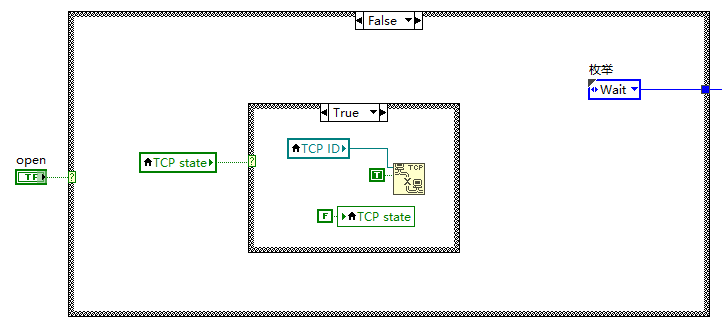 False
枚举
Wait
True
open
TF
?
TCP state
?
TCP ID
TCP
T
F
TCP state